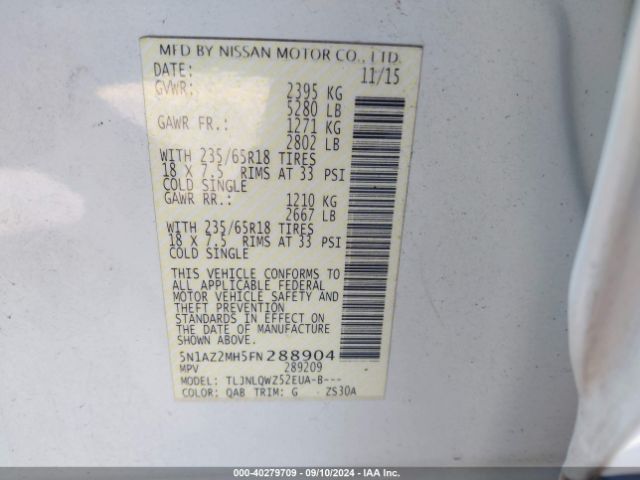 MFD BY NISSAN MOTOR CO., LTD.
DATE: 11/15
GVWR: 2395 KG
5280 LB
GAWR FR.: 1271 KG
2802 LB
WITH 235/65R18 TIRES
18 X 7.5 RIMS AT 33 PSI
COLD SINGLE
GAWR RR.: 1210 KG
2667 LB
WITH 235/65R18 TIRES
18 X 7.5 RIMS AT 33 PSI
COLD SINGLE
THIS VEHICLE CONFORMS TO
ALL APPLICABLE FEDERAL
MOTOR VEHICLE SAFETY AND
THEFT PREVENTION
STANDARDS IN EFFECT ON
THE DATE OF MANUFACTURE
SHOWN ABOVE.
5N1AZ2MH5FN288904
MPV 289209
MODEL: TLJNLQWZ52EUA-B---
COLOR: QAB TRIM: G ZS30A
000-40279709 - 09/10/2024 - IAA Inc.